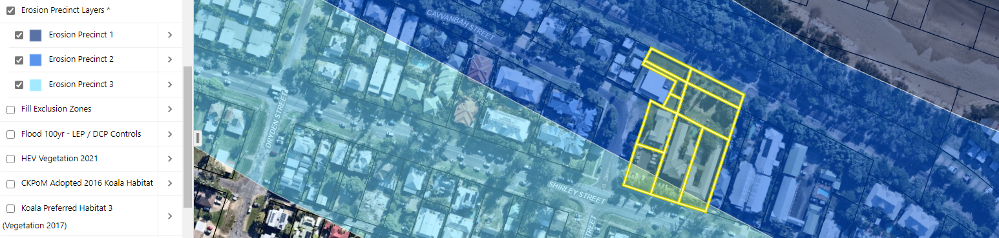 Erosion Precinct Layers *
Erosion Precinct 1
Erosion Precinct 2
Erosion Precinct 3
Fill Exclusion Zones
Flood 100yr - LEP / DCP Controls
HEV Vegetation 2021
CKPoM Adopted 2016 Koala Habitat
Koala Preferred Habitat 3
(Vegetation 2017)
CAVVANBAH STREET
DRYDEN STREET
SHIRLEY STREET
STREET